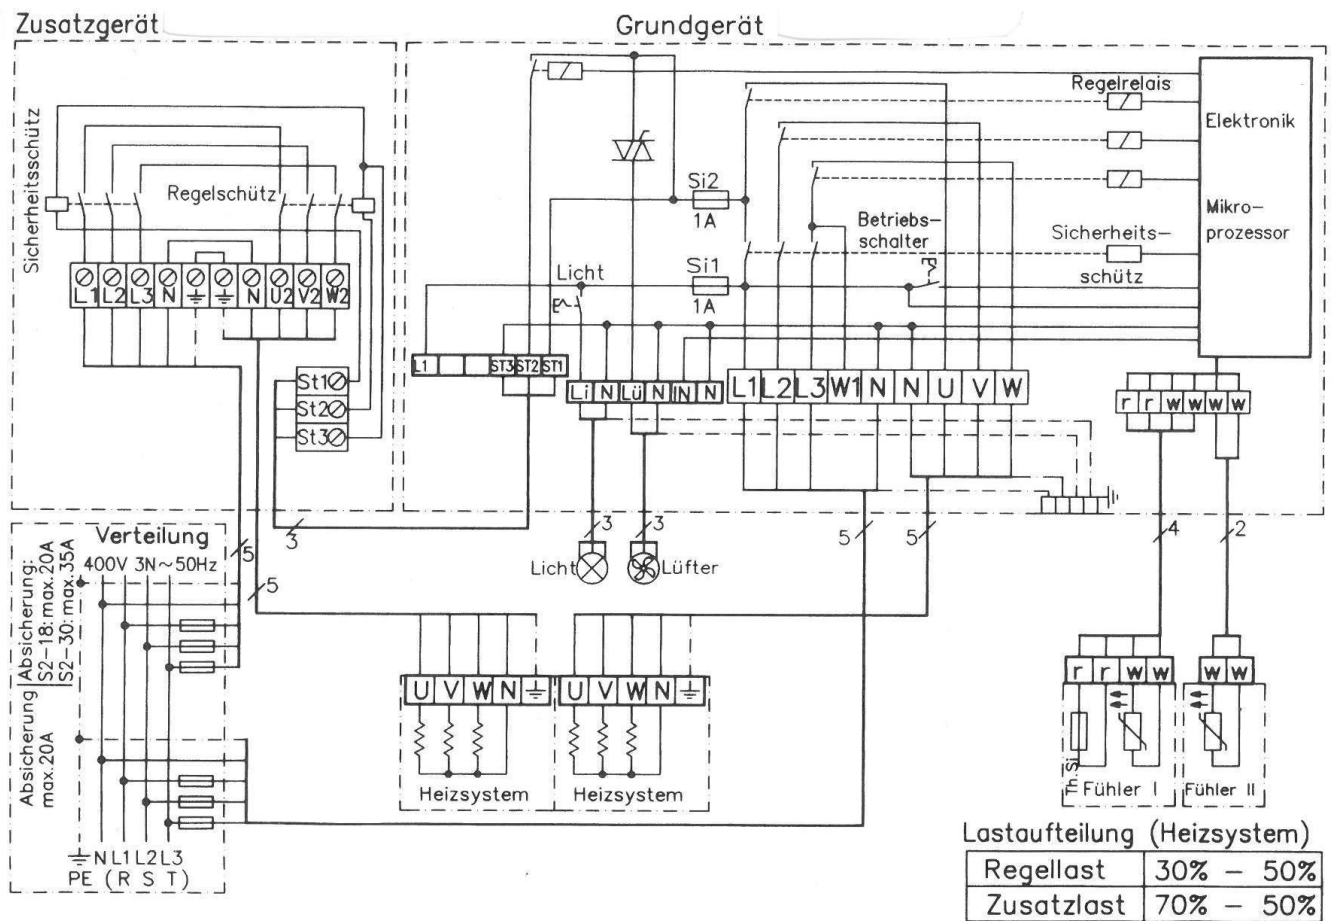 Zusatzgerät
Grundgerät
Sicherheitsschütz
Regelschütz
L1 L2 L3 N N U2 V2 W2
St1
St2
St3
Regelrelais
Elektronik
Mikro-
prozessor
Si2
1A
Betriebs-
schalter
Sicherheits-
schütz
Licht
Si1
1A
L1 ST3 ST2 ST1
Li N Lü N IN N
L1 L2 L3 W1 N N U V W
r r w w w w
3
3
3
5
5
4
2
5
5
Licht
Lüfter
Verteilung
400V 3N~50Hz
Absicherung:
S2-18: max.20A
S2-30: max.35A
Absicherung
max.20A
N L1 L2 L3
PE (R S T)
U V W N
Heizsystem
U V W N
Heizsystem
r r w w
Th.Si
Fühler I
w w
Fühler II
Lastaufteilung (Heizsystem)
Regellast 30% - 50%
Zusatzlast 70% - 50%